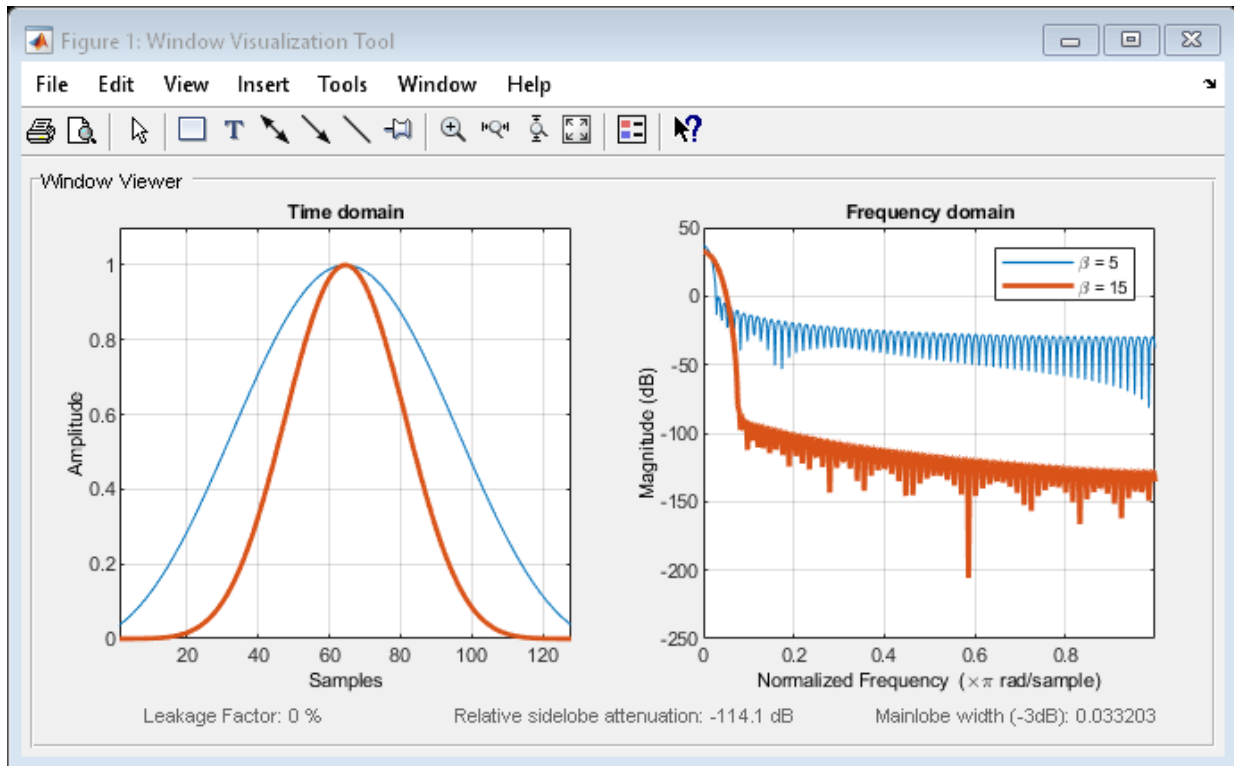 Figure 1: Window Visualization Tool
File Edit View Insert Tools Window Help
T
?
Window Viewer
Time domain
1
0.8
0.6
0.4
0.2
0
Amplitude
20 40 60 80 100 120
Samples
Frequency domain
β = 5
β = 15
50
0
-50
-100
-150
-200
-250
Magnitude (dB)
0 0.2 0.4 0.6 0.8
Normalized Frequency (×π rad/sample)
Leakage Factor: 0 % Relative sidelobe attenuation: -114.1 dB Mainlobe width (-3dB): 0.033203